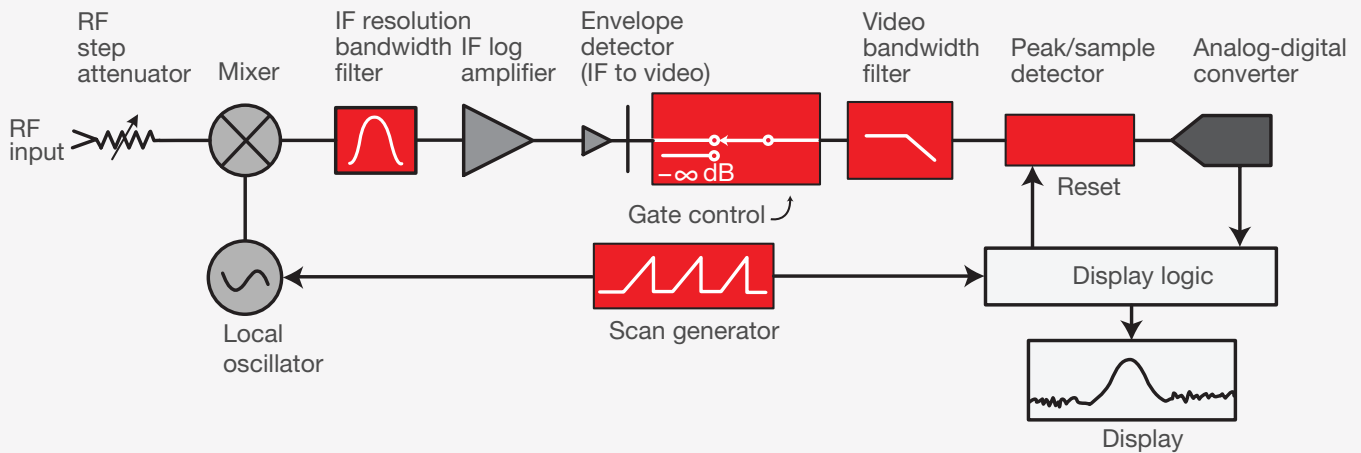 RF
step
attenuator
Mixer
IF resolution
bandwidth
filter
IF log
amplifier
Envelope
detector
(IF to video)
Video
bandwidth
filter
Peak/sample
detector
Analog-digital
converter
RF
input
−∞ dB
Gate control
Reset
Local
oscillator
Scan generator
Display logic
Display